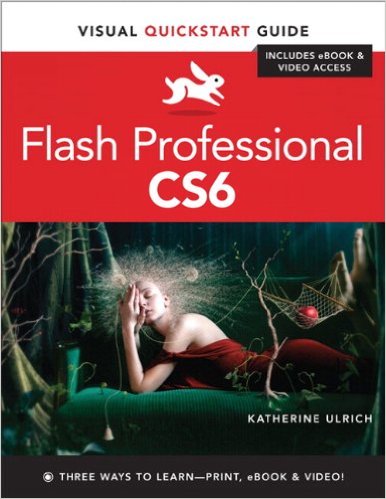 VISUAL QUICKSTART GUIDE
INCLUDES eBOOK &
VIDEO ACCESS
Flash Professional
CS6
KATHERINE ULRICH
THREE WAYS TO LEARN—PRINT, eBOOK & VIDEO!